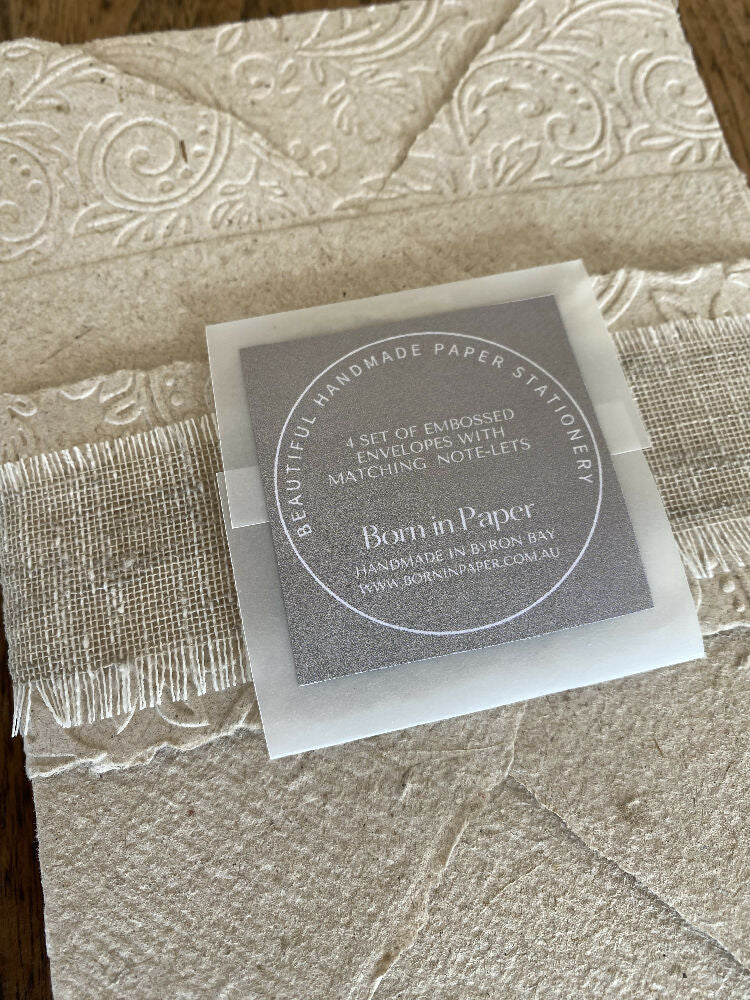 BEAUTIFUL HANDMADE PAPER STATIONERY
4 SET OF EMBOSSED
ENVELOPES WITH
MATCHING NOTE-LETS
Born in Paper
HANDMADE IN BYRON BAY
WWW.BORNINPAPER.COM.AU